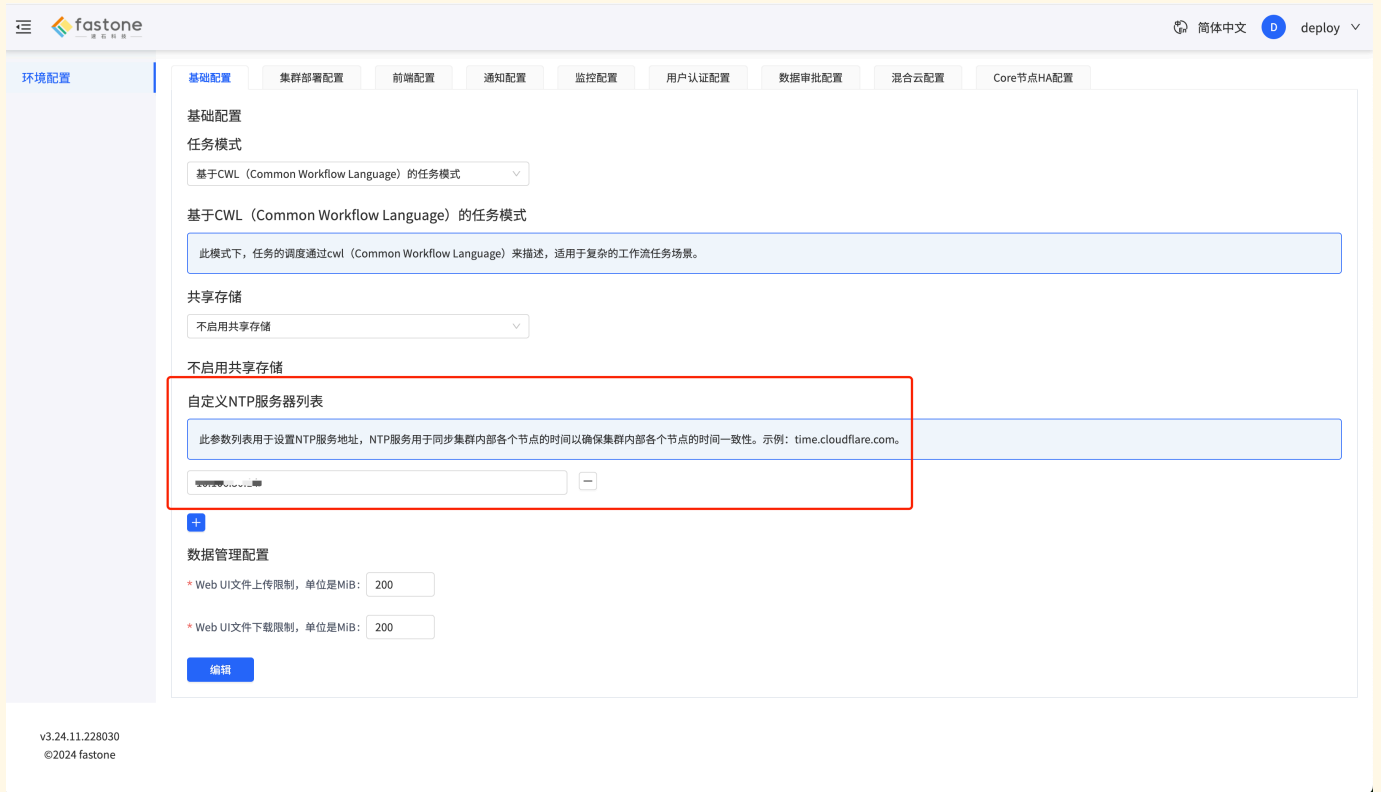 fastone
速石科技
简体中文
D
deploy
环境配置
基础配置
集群部署配置
前端配置
通知配置
监控配置
用户认证配置
数据审批配置
混合云配置
Core节点HA配置
基础配置
任务模式
基于CWL（Common Workflow Language）的任务模式
基于CWL（Common Workflow Language）的任务模式
此模式下，任务的调度通过cwl（Common Workflow Language）来描述，适用于复杂的工作流任务场景。
共享存储
不启用共享存储
不启用共享存储
自定义NTP服务器列表
此参数列表用于设置NTP服务地址，NTP服务用于同步集群内部各个节点的时间以确保集群内部各个节点的时间一致性。示例：time.cloudflare.com。
数据管理配置
* Web UI文件上传限制，单位是MiB： 200
* Web UI文件下载限制，单位是MiB： 200
编辑
v3.24.11.228030
©2024 fastone